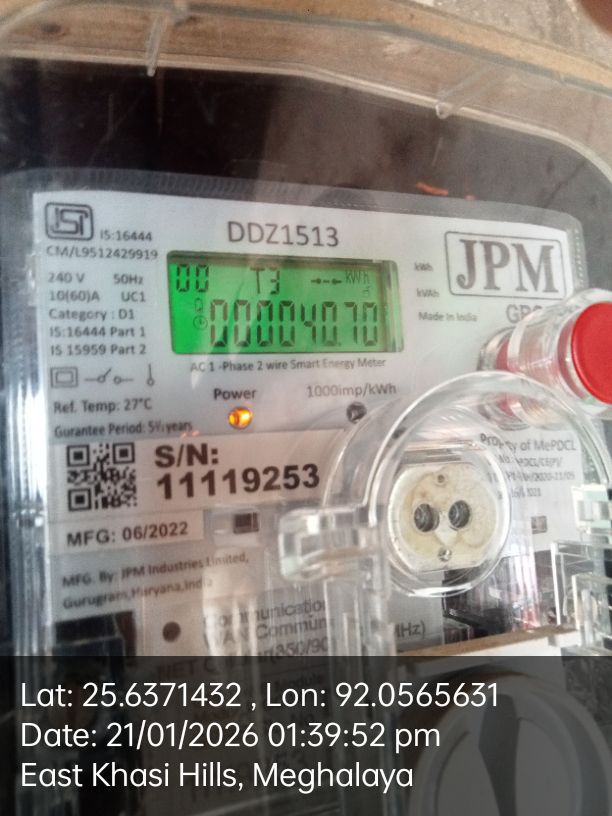 IS:16444
CM/L9512429919
DDZ1513
JPM
240 V 50Hz
10(60)A UC1
Category : D1
IS:16444 Part 1
IS 15959 Part 2
00 T3 kWh
00004070
kWh
kVAh
Made in India
AC 1 -Phase 2 wire Smart Energy Meter
Ref. Temp: 27°C
Power
1000imp/kWh
Gurantee Period: 5½ years
S/N:
11119253
Property of MePDCL
MFG: 06/2022
MFG. By: JPM Industries Limited,
Gurugram,Haryana,India
Communication
Lat: 25.6371432 , Lon: 92.0565631
Date: 21/01/2026 01:39:52 pm
East Khasi Hills, Meghalaya